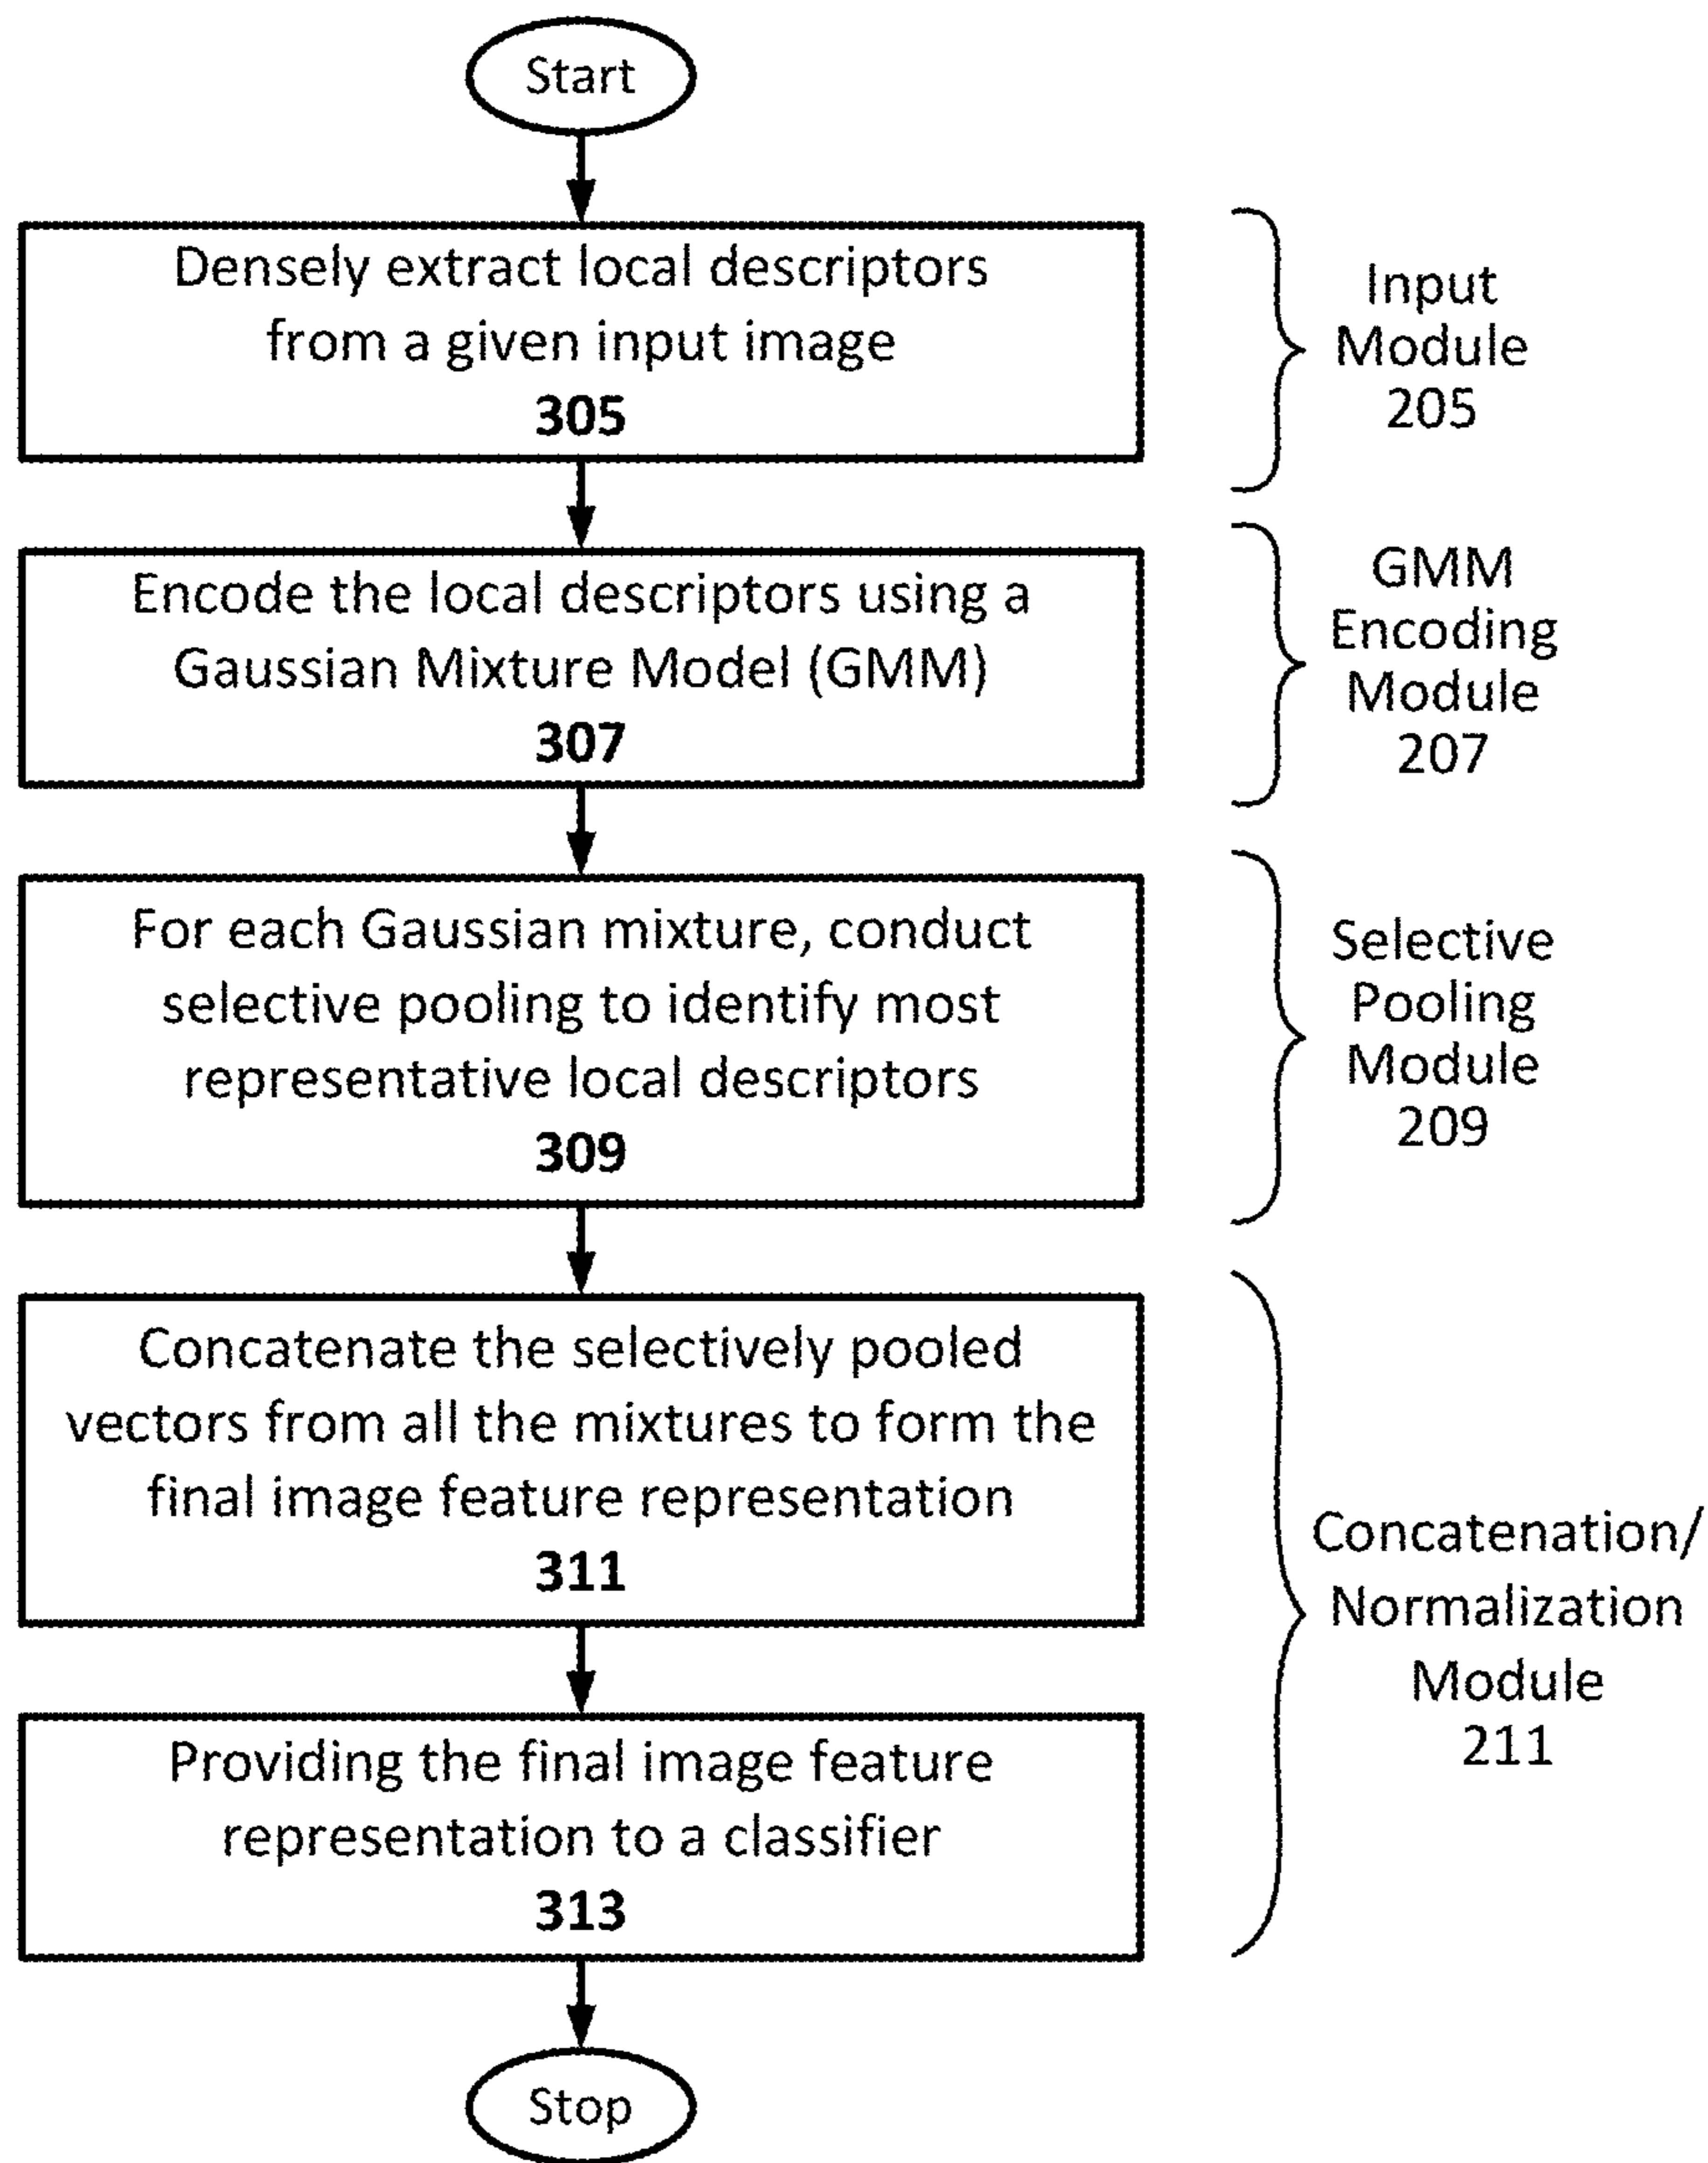 Start
Densely extract local descriptors
from a given input image
305
Input
Module
205
Encode the local descriptors using a
Gaussian Mixture Model (GMM)
307
GMM
Encoding
Module
207
For each Gaussian mixture, conduct
selective pooling to identify most
representative local descriptors
309
Selective
Pooling
Module
209
Concatenate the selectively pooled
vectors from all the mixtures to form the
final image feature representation
311
Providing the final image feature
representation to a classifier
313
Concatenation/
Normalization
Module
211
Stop